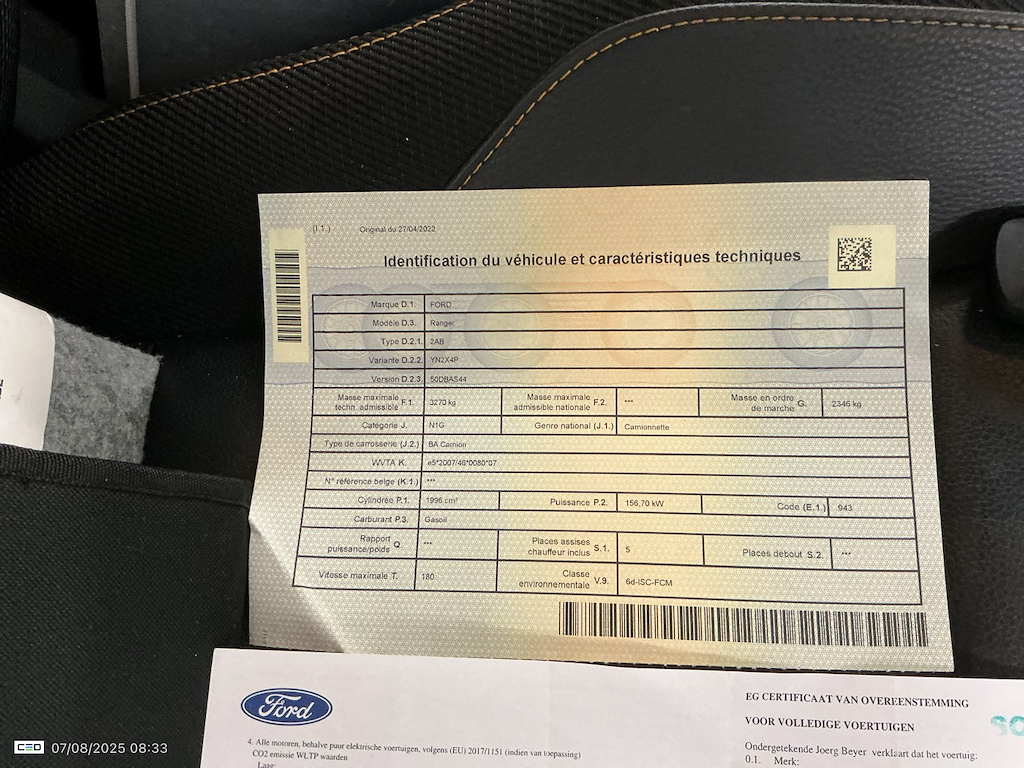 (I.1.) Original du 27/04/2022
Identification du véhicule et caractéristiques techniques
Marque D.1. FORD
Modèle D.3. Ranger
Type D.2.1. 2AB
Variante D.2.2. YN2X4P
Version D.2.3. 50DBAS44
Masse maximale techn. admissible F.1. 3270 kg Masse maximale admissible nationale F.2. *** Masse en ordre de marche G. 2346 kg
Catégorie J. N1G Genre national (J.1.) Camionnette
Type de carrosserie (J.2.) BA Camion
WVTA K. e5*2007/46*0080*07
N° référence belge (K.1.) ***
Cylindrée P.1. 1996 cm³ Puissance P.2. 156,70 kW Code (E.1.) 943
Carburant P.3. Gasoil
Rapport puissance/poids Q. *** Places assises chauffeur inclus S.1. 5 Places debout S.2. ***
Vitesse maximale T. 180 Classe environnementale V.9. 6d-ISC-FCM
Ford
EG CERTIFICAAT VAN OVEREENSTEMMING
VOOR VOLLEDIGE VOERTUIGEN
4. Alle motoren, behalve puur elektrische voertuigen, volgens (EU) 2017/1151 (indien van toepassing)
CO2 emissie WLTP waarden
Ondergetekende Joerg Beyer verklaart dat het voertuig:
0.1. Merk:
CEO 07/08/2025 08:33